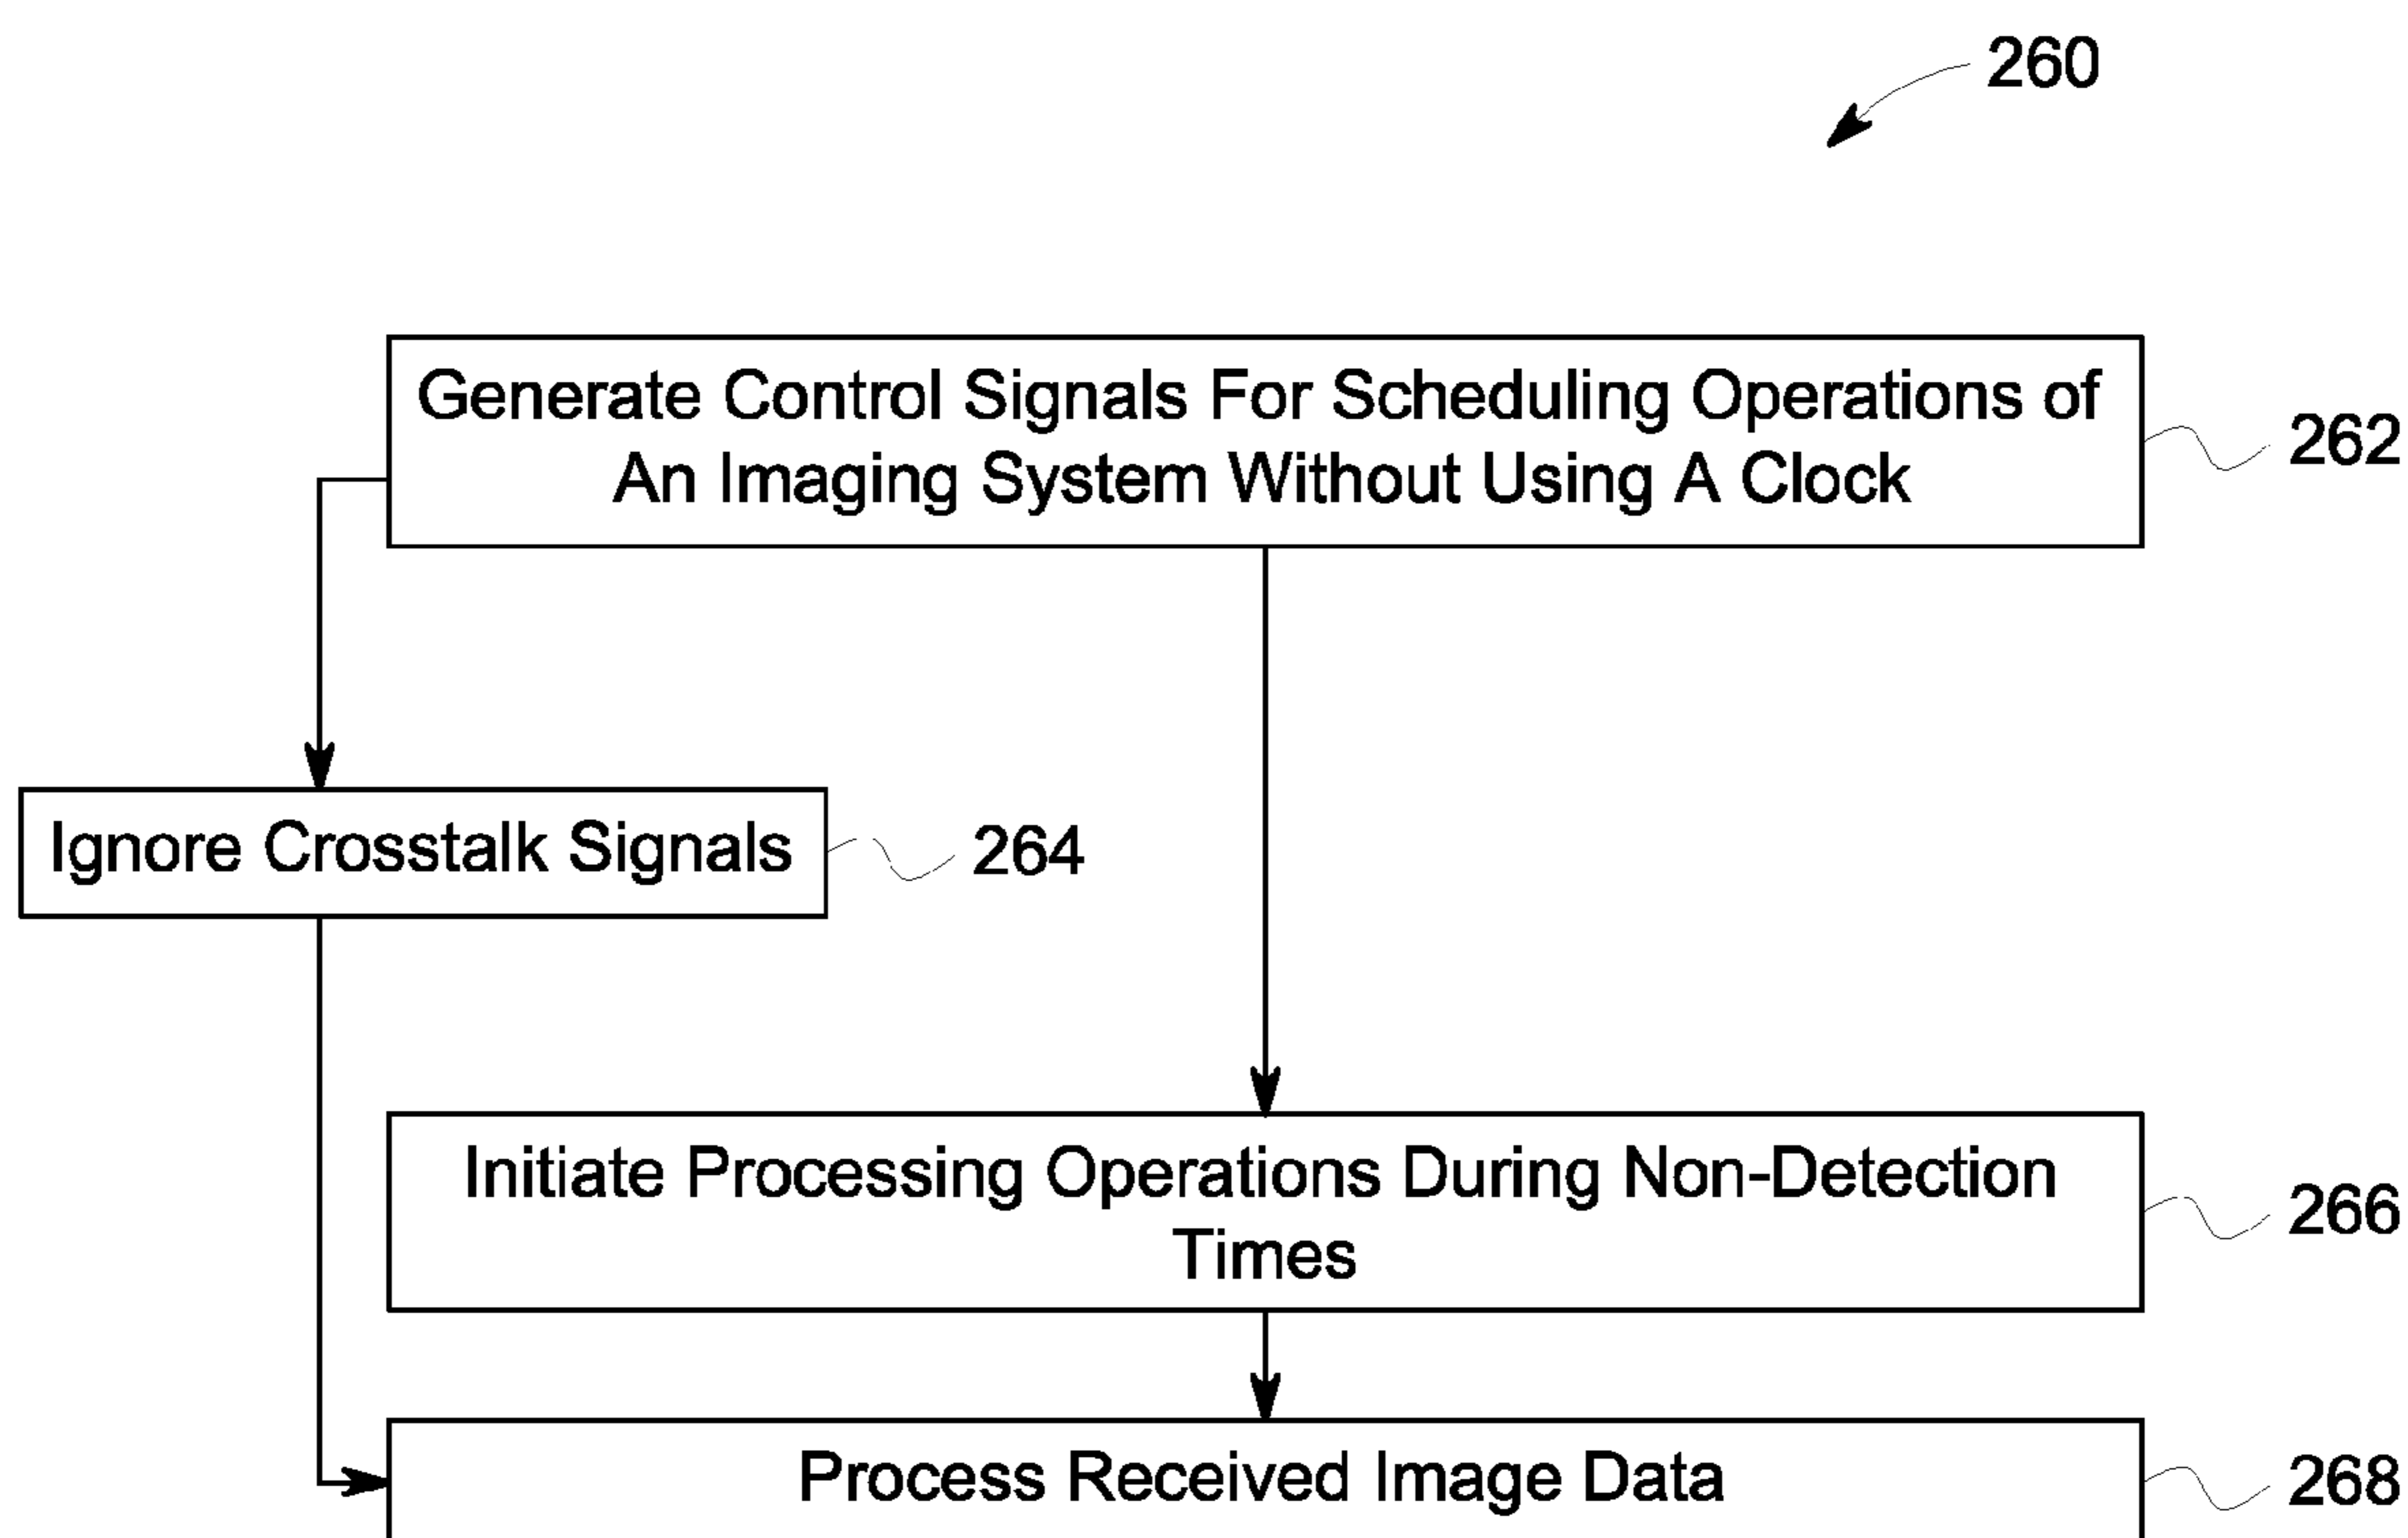 260
Generate Control Signals For Scheduling Operations of
An Imaging System Without Using A Clock
262
Ignore Crosstalk Signals
264
Initiate Processing Operations During Non-Detection
Times
266
Process Received Image Data
268